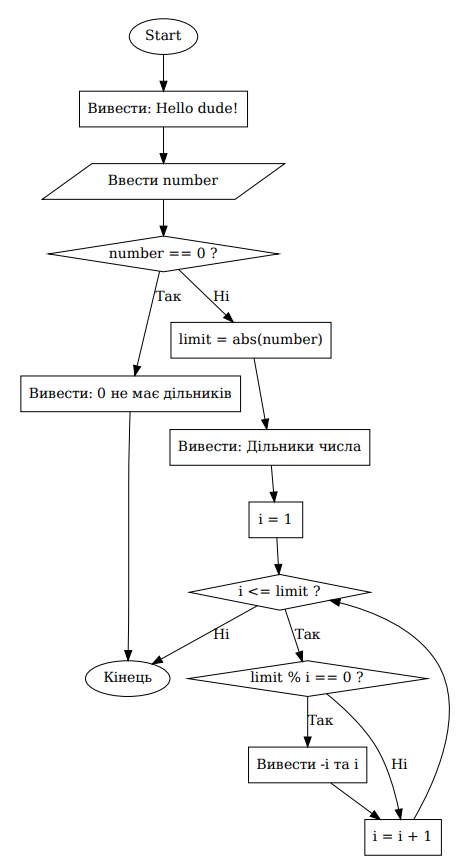 Start
Вивести: Hello dude!
Ввести number
number == 0 ?
Так
Ні
limit = abs(number)
Вивести: 0 не має дільників
Вивести: Дільники числа
i = 1
i <= limit ?
Ні
Так
Кінець
limit % i == 0 ?
Так
Вивести -i та i
Ні
i = i + 1